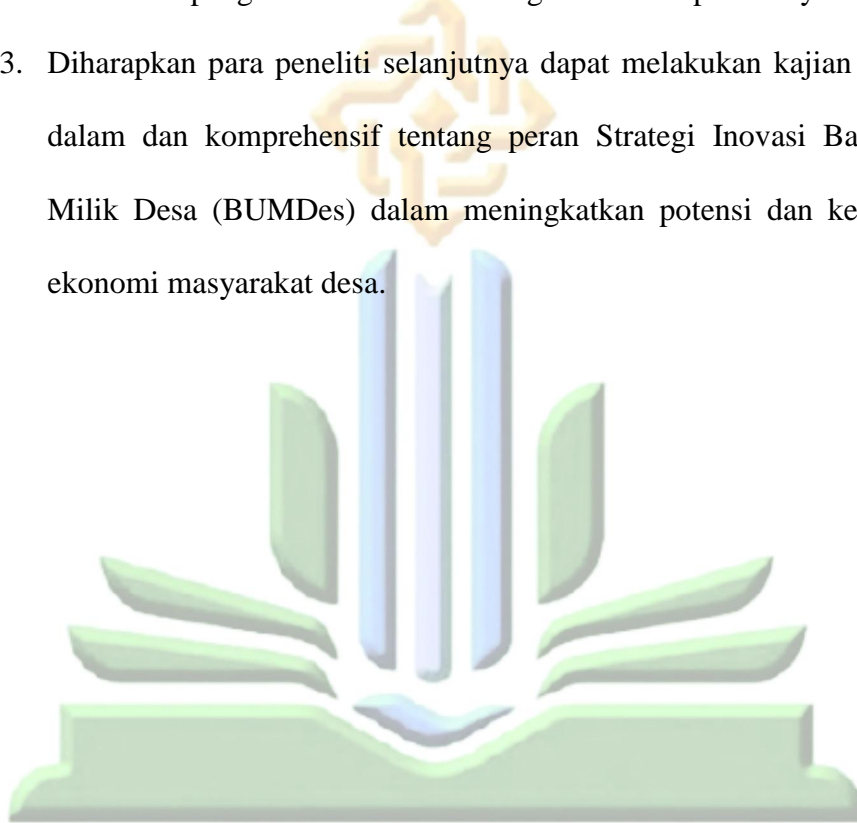 3. Diharapkan para peneliti selanjutnya dapat melakukan kajian
dalam dan komprehensif tentang peran Strategi Inovasi Ba
Milik Desa (BUMDes) dalam meningkatkan potensi dan ke
ekonomi masyarakat desa.